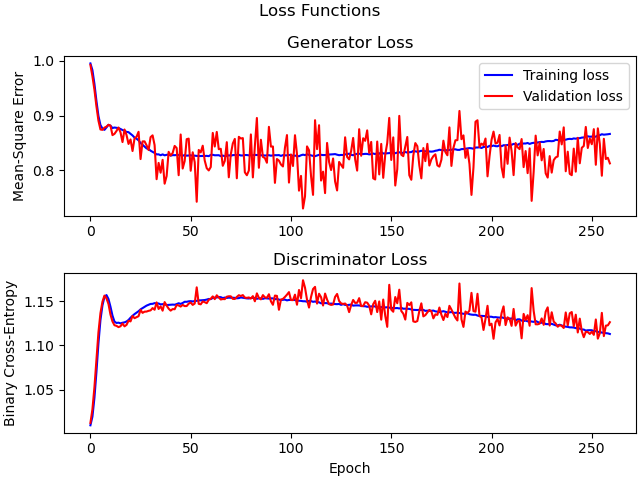 Loss Functions
Generator Loss
Mean-Square Error
1.0
0.9
0.8
Training loss
Validation loss
0 50 100 150 200 250
Discriminator Loss
Binary Cross-Entropy
1.15
1.10
1.05
0 50 100 150 200 250
Epoch